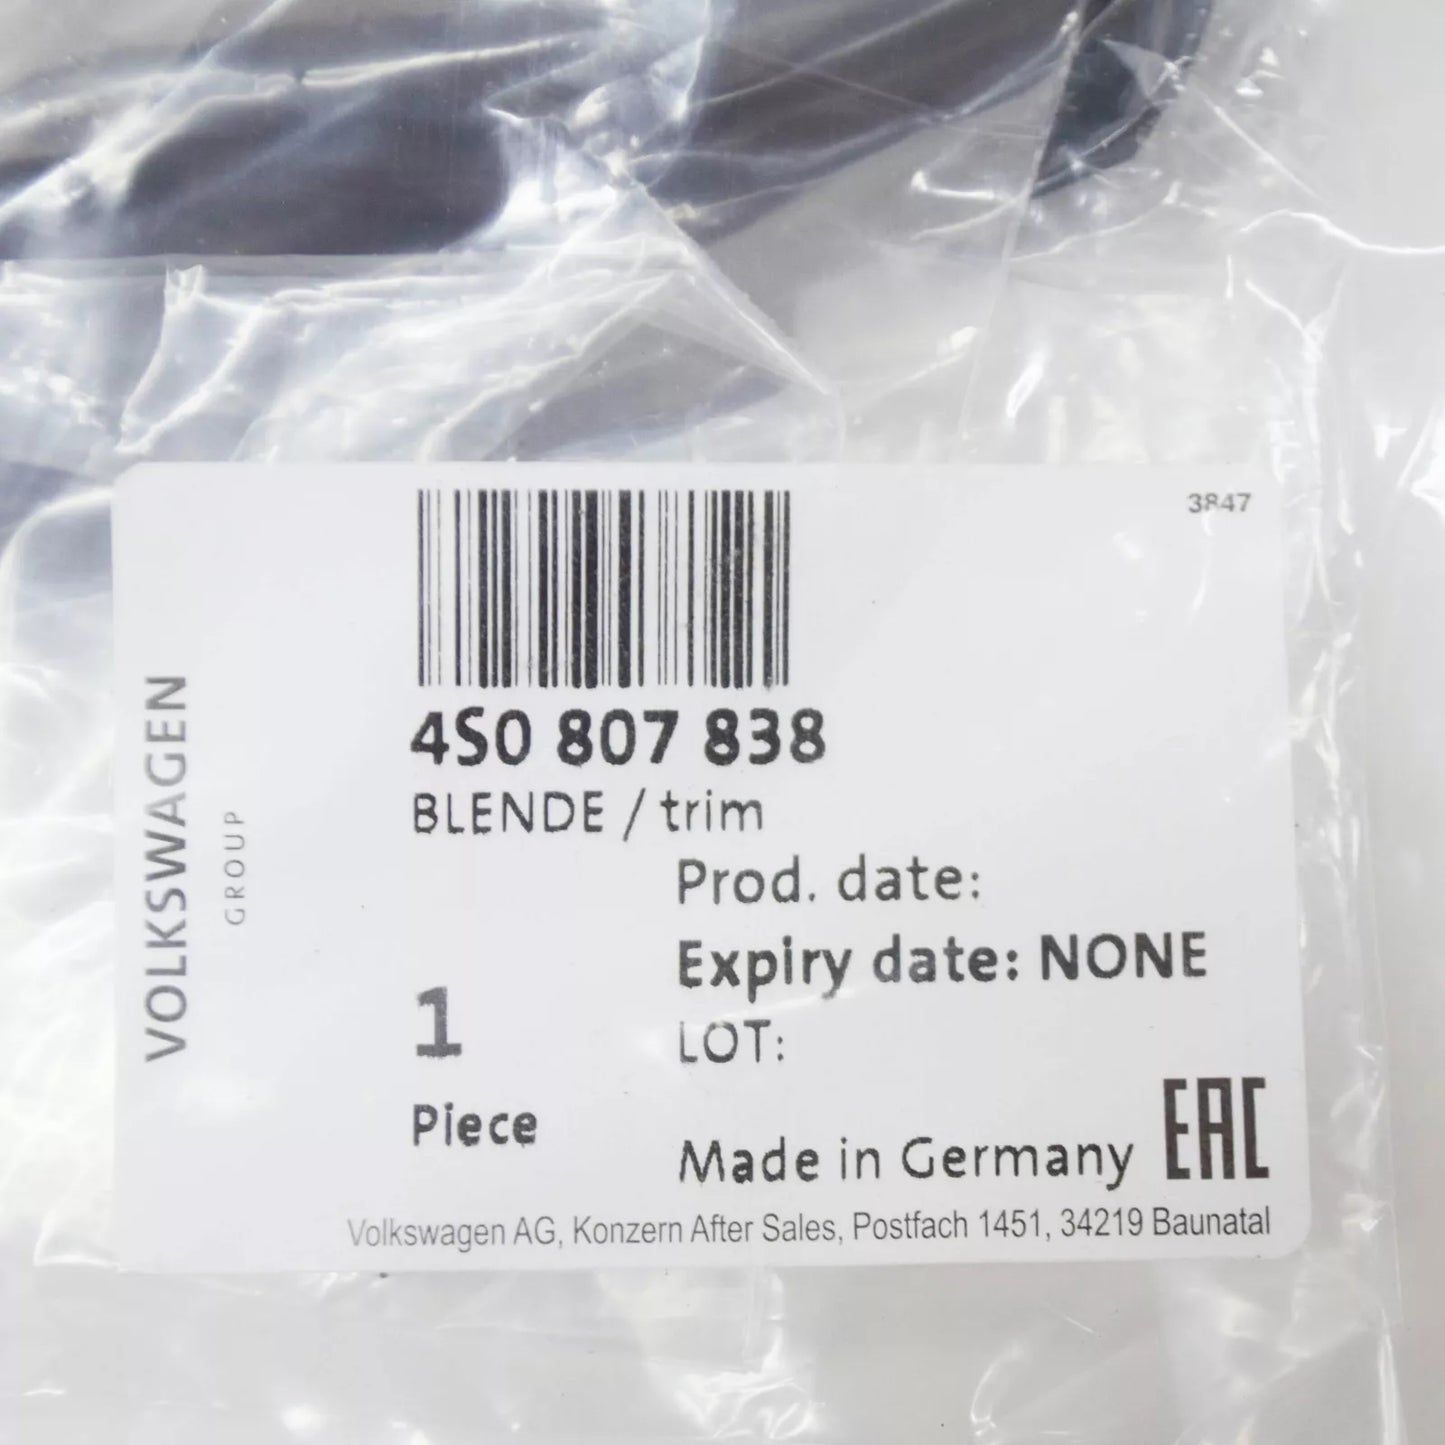 3847
4S0 807 838
BLENDE / trim
Prod. date:
Expiry date: NONE
1
LOT:
Piece
Made in Germany
EAC
Volkswagen AG, Konzern After Sales, Postfach 1451, 34219 Baunatal
VOLKSWAGEN
GROUP